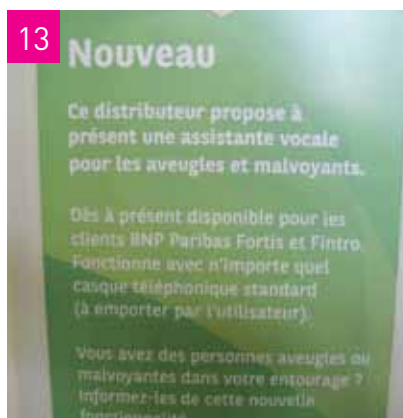 13
Nouveau
Ce distributeur propose à
présent une assistante vocale
pour les aveugles et malvoyants.
Dès à présent disponible pour les
clients BNP Paribas Fortis et Fintro.
Fonctionne avec n'importe quel
casque téléphonique standard
(à emporter par l'utilisateur).
Vous avez des personnes aveugles ou
malvoyantes dans votre entourage ?
Informez-les de cette nouvelle
fonctionnalité